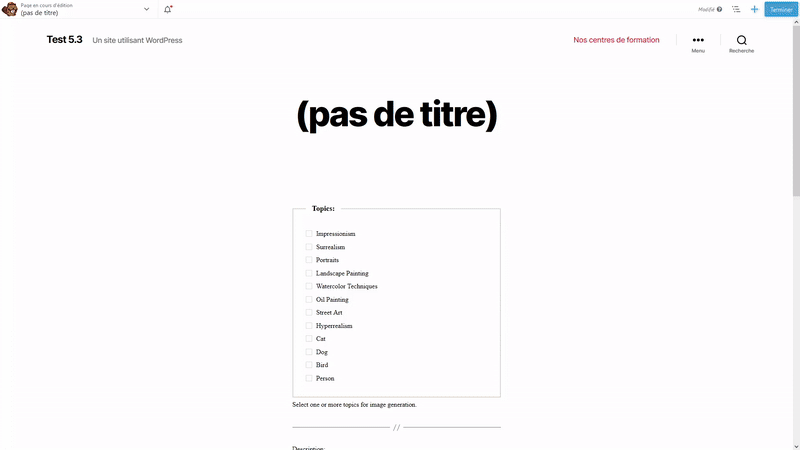 Page en cours d'édition
(pas de titre)
Modifié
Terminer
Test 5.3 Un site utilisant WordPress
Nos centres de formation
Menu
Recherche
(pas de titre)
Topics:
Impressionism
Surrealism
Portraits
Landscape Painting
Watercolor Techniques
Oil Painting
Street Art
Hyperrealism
Cat
Dog
Bird
Person
Select one or more topics for image generation.
//
Description: